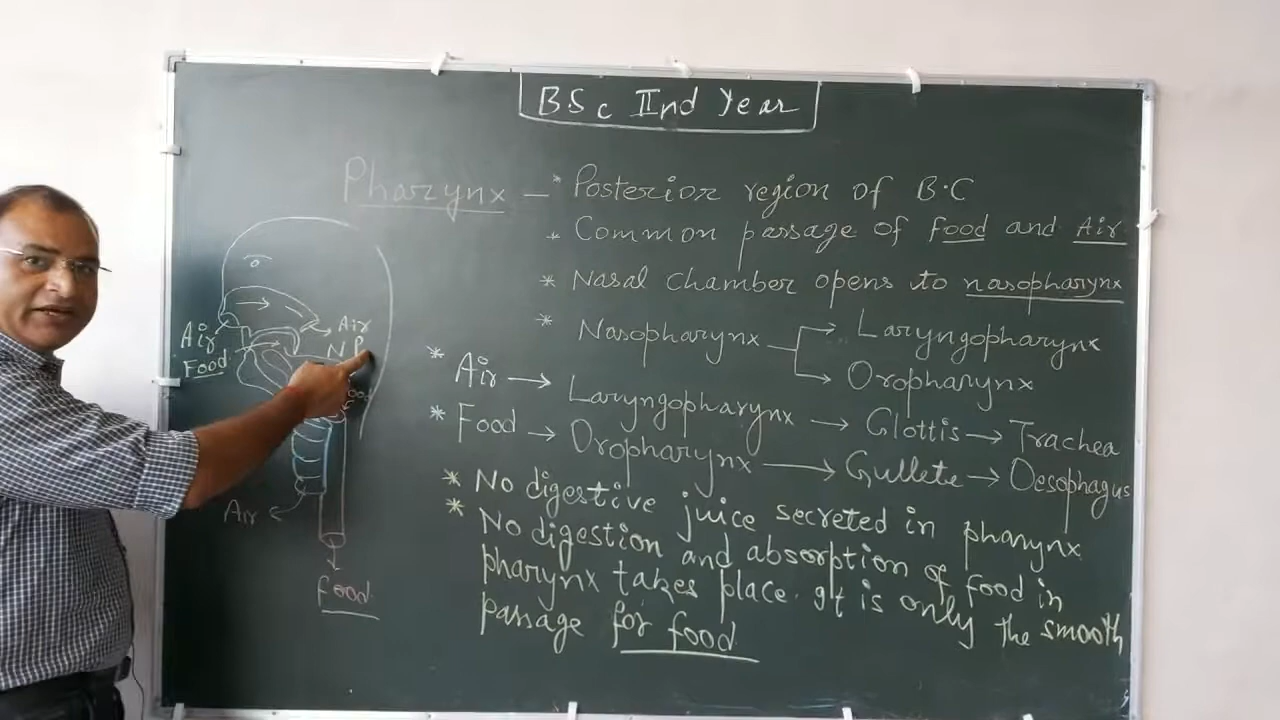 BSc IInd Year
Pharynx – * Posterior region of B.C
* Common passage of food and Air
* Nasal chamber opens to nasopharynx
* Nasopharynx → Laryngopharynx
→ Oropharynx
* Air → Laryngopharynx → Glottis → Trachea
* Food → Oropharynx → Gullete → Oesophagus
* No digestive juice secreted in pharynx
* No digestion and absorption of food in
pharynx takes place. It is only the smooth
passage for food
Air
Food
Air
NP
Air
food